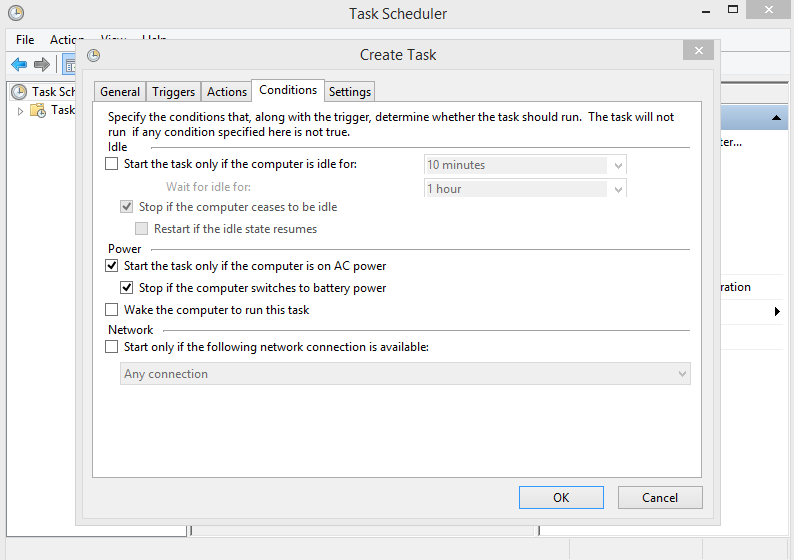 Task Scheduler
File Action View Help
Create Task
Task Sch
Task
General Triggers Actions Conditions Settings
Specify the conditions that, along with the trigger, determine whether the task should run.  The task will not
run  if any condition specified here is not true.
Idle
Start the task only if the computer is idle for: 10 minutes
Wait for idle for: 1 hour
Stop if the computer ceases to be idle
Restart if the idle state resumes
Power
Start the task only if the computer is on AC power
Stop if the computer switches to battery power
Wake the computer to run this task
Network
Start only if the following network connection is available:
Any connection
ter...
ration
OK Cancel